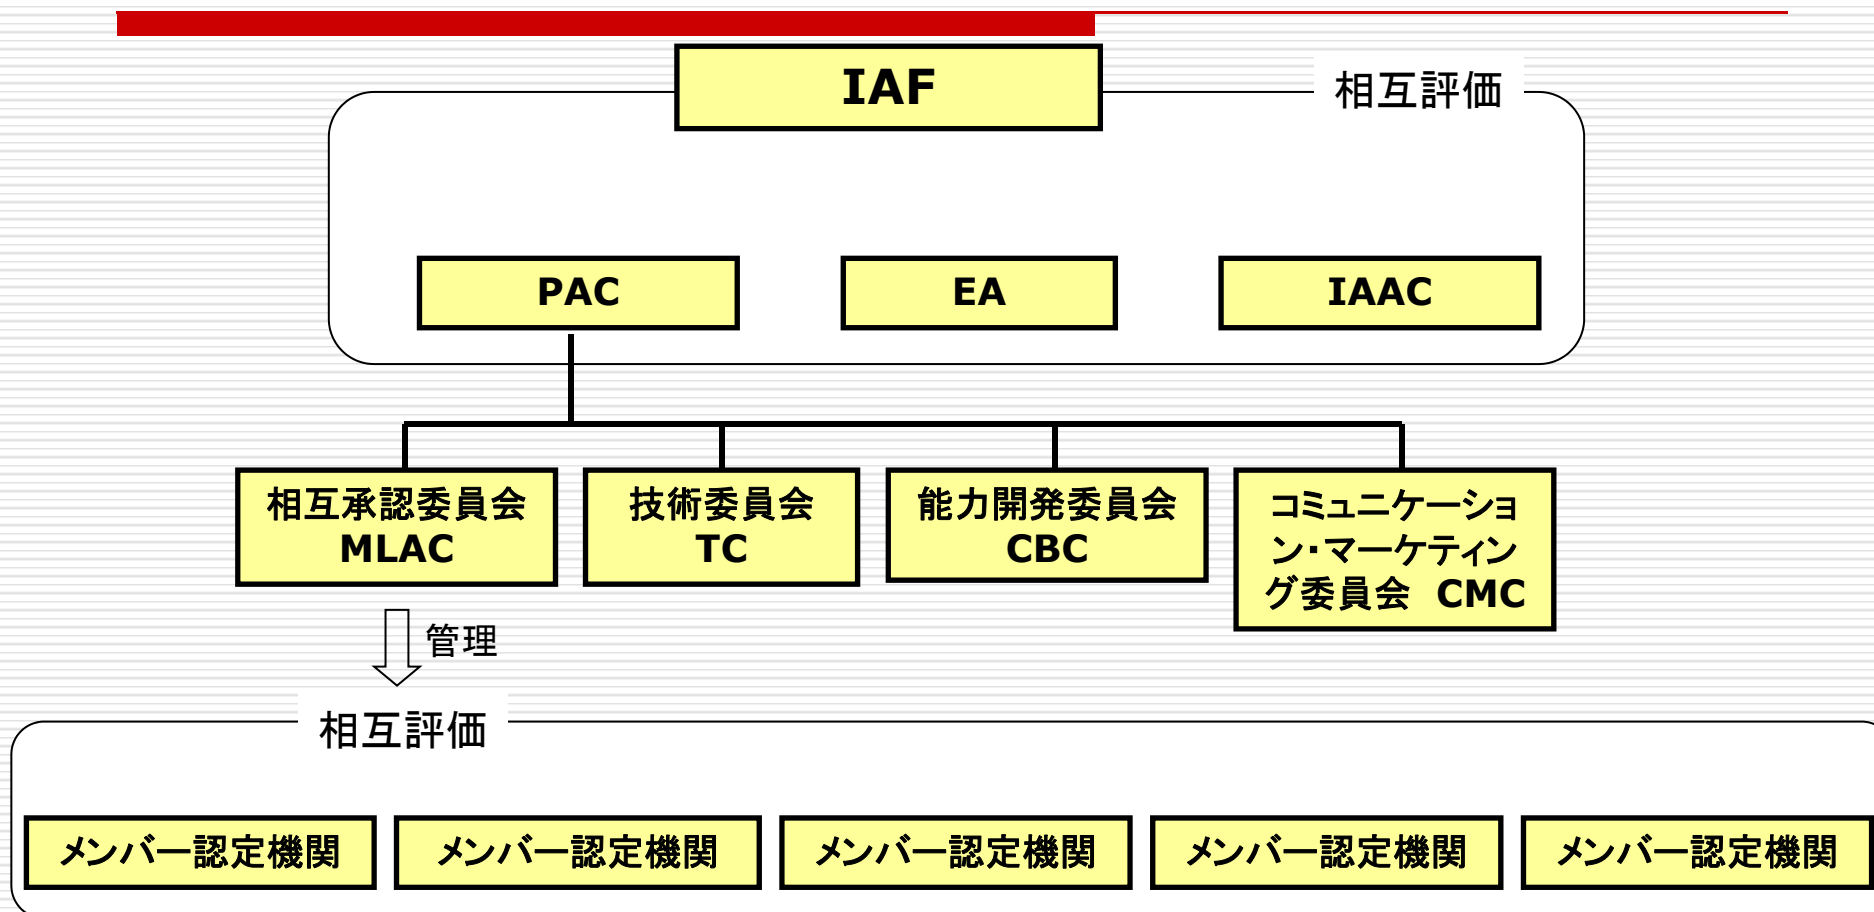 IAF
相互評価
PAC
EA
IAAC
相互承認委員会
MLAC
技術委員会
TC
能力開発委員会
CBC
コミュニケーショ
ン・マーケティン
グ委員会 CMC
管理
相互評価
メンバー認定機関
メンバー認定機関
メンバー認定機関
メンバー認定機関
メンバー認定機関